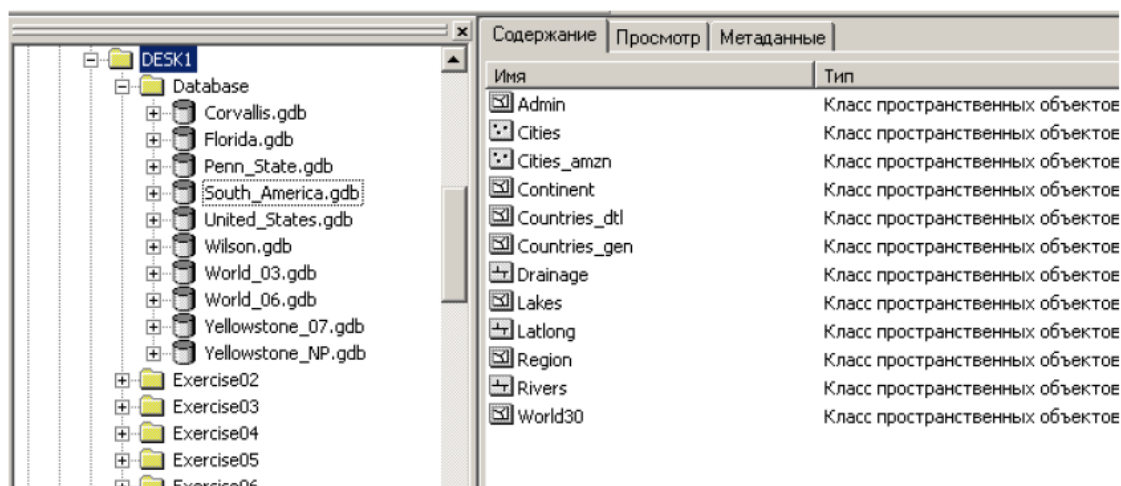 DESK1
Database
Corvallis.gdb
Florida.gdb
Penn_State.gdb
South_America.gdb
United_States.gdb
Wilson.gdb
World_03.gdb
World_06.gdb
Yellowstone_07.gdb
Yellowstone_NP.gdb
Exercise02
Exercise03
Exercise04
Exercise05
Exercise06
Содержание Просмотр Метаданные
Имя Тип
Admin Класс пространственных объектов
Cities Класс пространственных объектов
Cities_amzn Класс пространственных объектов
Continent Класс пространственных объектов
Countries_dtl Класс пространственных объектов
Countries_gen Класс пространственных объектов
Drainage Класс пространственных объектов
Lakes Класс пространственных объектов
Latlong Класс пространственных объектов
Region Класс пространственных объектов
Rivers Класс пространственных объектов
World30 Класс пространственных объектов